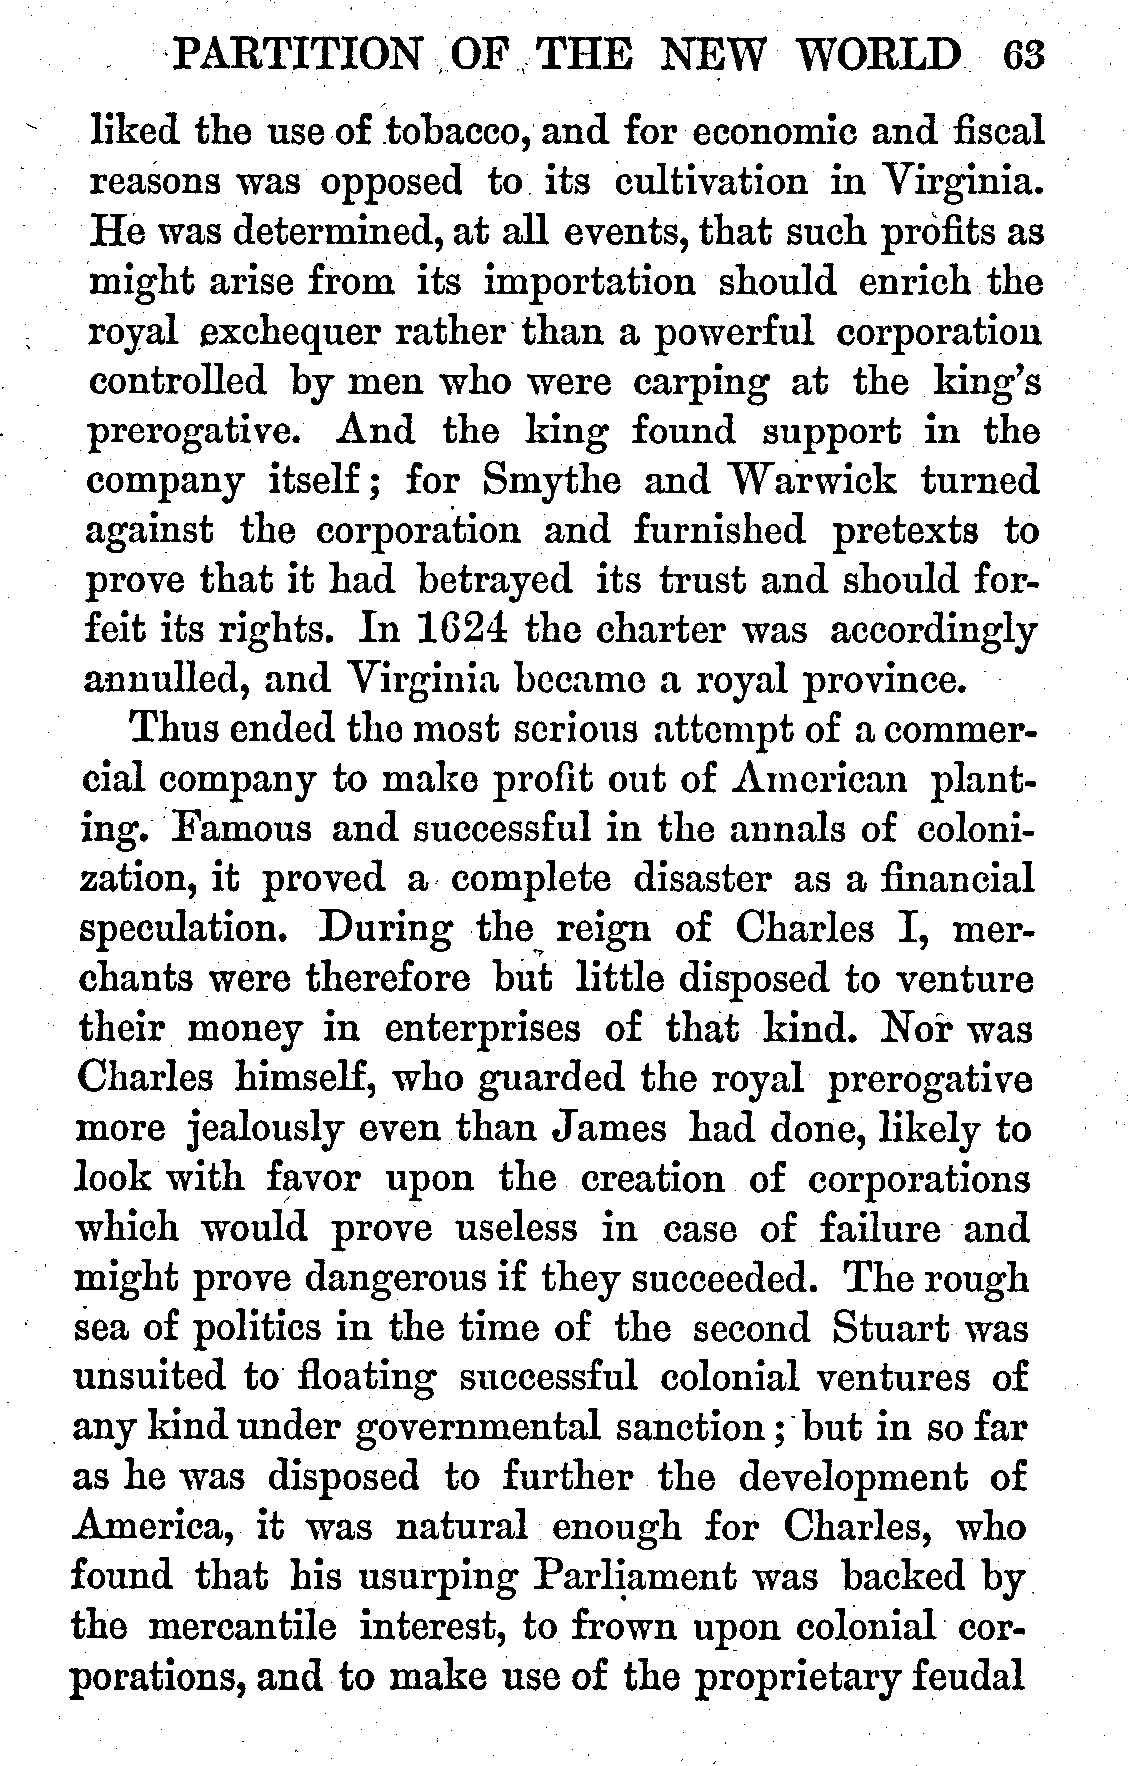 PARTITION OF THE NEW WORLD 63
liked the use of tobacco, and for economic and fiscal
reasons was opposed to its cultivation in Virginia.
He was determined, at all events, that such profits as
might arise from its importation should enrich the
royal exchequer rather than a powerful corporation
controlled by men who were carping at the king's
prerogative. And the king found support in the
company itself; for Smythe and Warwick turned
against the corporation and furnished pretexts to
prove that it had betrayed its trust and should for-
feit its rights. In 1624 the charter was accordingly
annulled, and Virginia became a royal province.
Thus ended the most serious attempt of a commer-
cial company to make profit out of American plant-
ing. Famous and successful in the annals of coloni-
zation, it proved a complete disaster as a financial
speculation. During the reign of Charles I, mer-
chants were therefore but little disposed to venture
their money in enterprises of that kind. Nor was
Charles himself, who guarded the royal prerogative
more jealously even than James had done, likely to
look with favor upon the creation of corporations
which would prove useless in case of failure and
might prove dangerous if they succeeded. The rough
sea of politics in the time of the second Stuart was
unsuited to floating successful colonial ventures of
any kind under governmental sanction; but in so far
as he was disposed to further the development of
America, it was natural enough for Charles, who
found that his usurping Parliament was backed by
the mercantile interest, to frown upon colonial cor-
porations, and to make use of the proprietary feudal